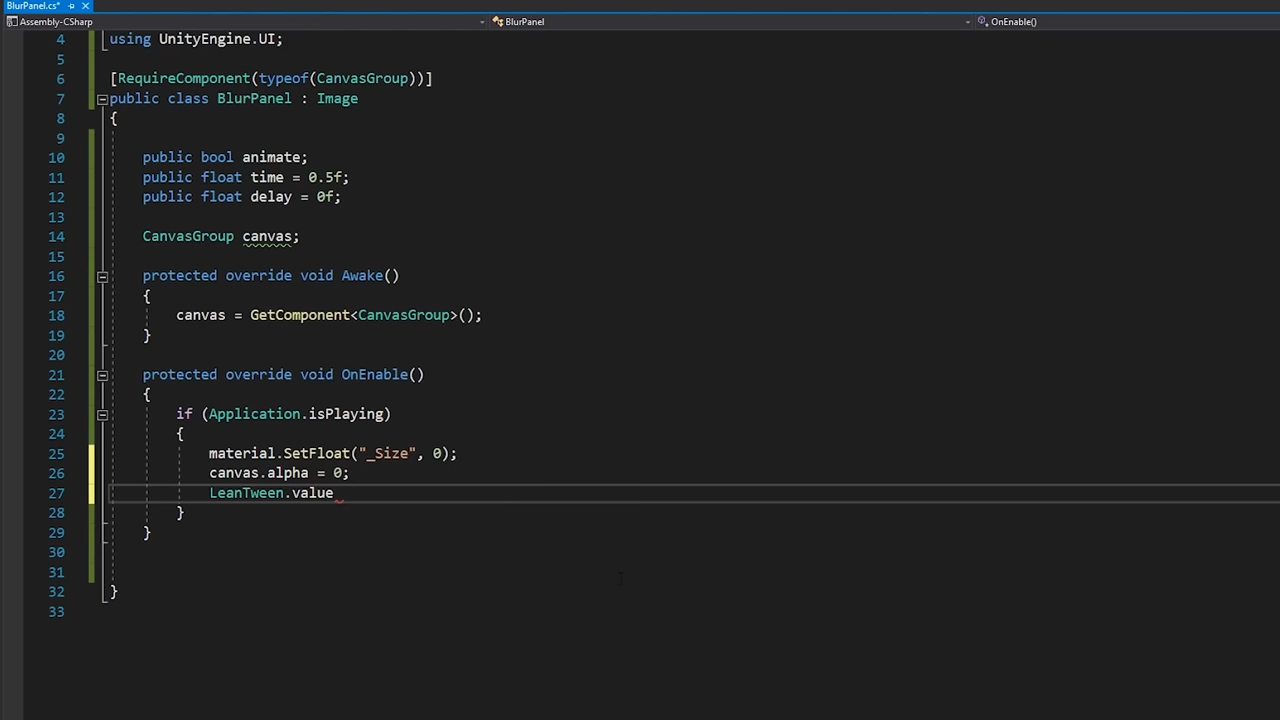 BlurPanel.cs*
Assembly-CSharp BlurPanel OnEnable()
4 using UnityEngine.UI;
5
6 [RequireComponent(typeof(CanvasGroup))]
7 public class BlurPanel : Image
8 {
9
10 public bool animate;
11 public float time = 0.5f;
12 public float delay = 0f;
13
14 CanvasGroup canvas;
15
16 protected override void Awake()
17 {
18 canvas = GetComponent<CanvasGroup>();
19 }
20
21 protected override void OnEnable()
22 {
23 if (Application.isPlaying)
24 {
25 material.SetFloat("_Size", 0);
26 canvas.alpha = 0;
27 LeanTween.value
28 }
29 }
30
31
32 }
33